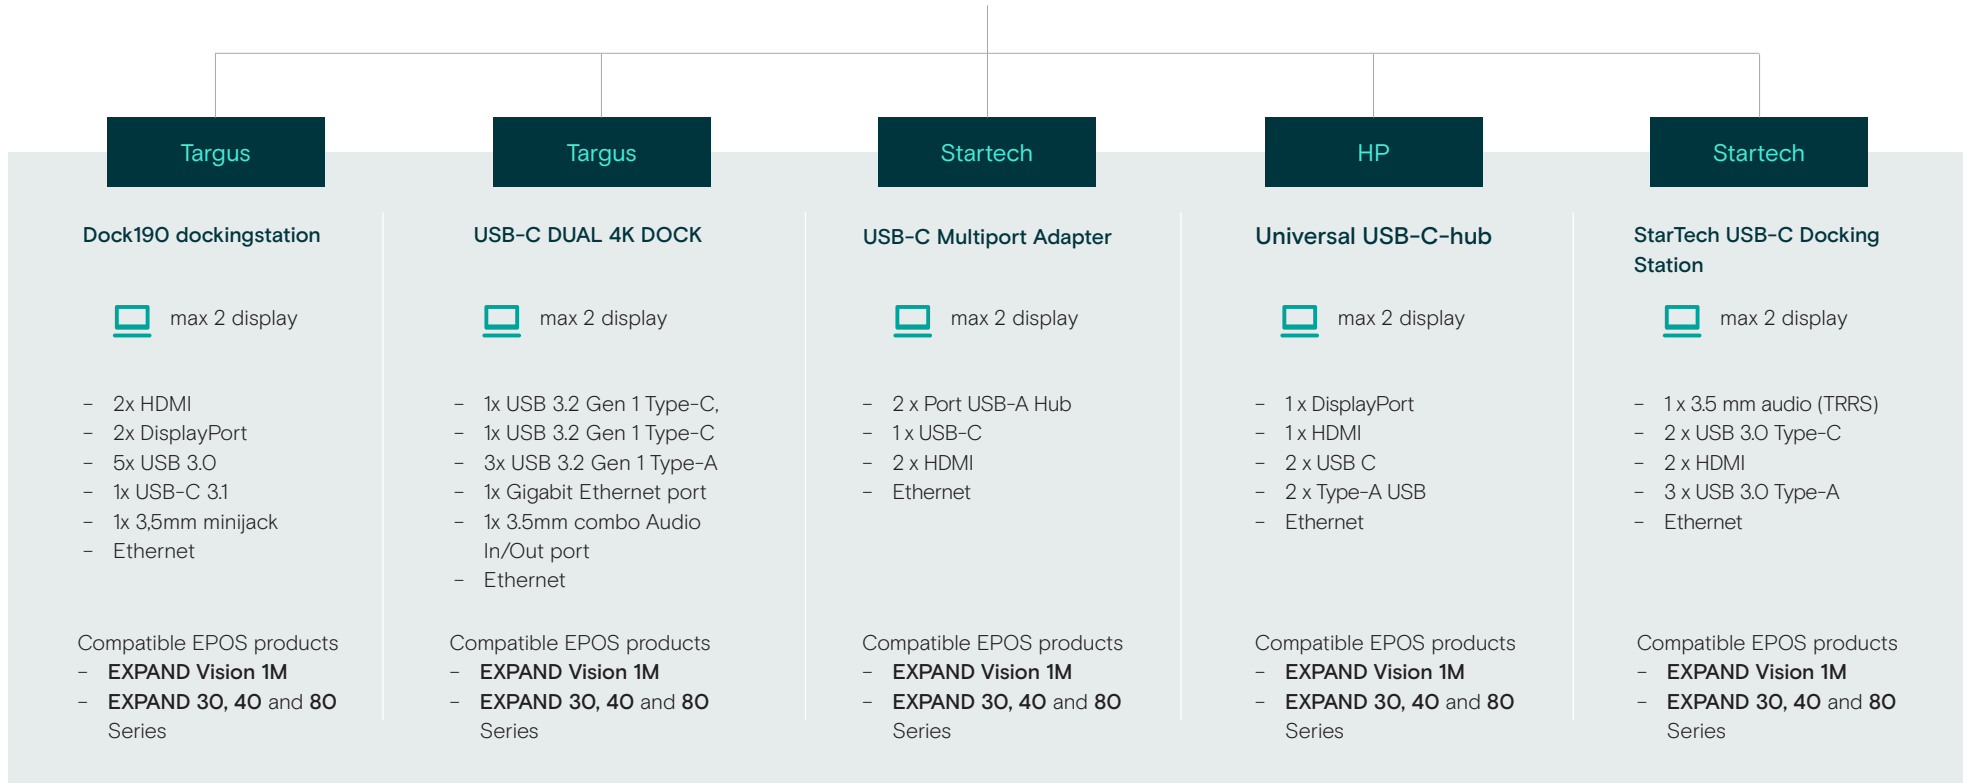 Targus
Dock190 dockingstation
max 2 display
- 2x HDMI
- 2x DisplayPort
- 5x USB 3.0
- 1x USB-C 3.1
- 1x 3,5mm minijack
- Ethernet
Compatible EPOS products
- EXPAND Vision 1M
- EXPAND 30, 40 and 80
Series
Targus
USB-C DUAL 4K DOCK
max 2 display
- 1x USB 3.2 Gen 1 Type-C,
- 1x USB 3.2 Gen 1 Type-C
- 3x USB 3.2 Gen 1 Type-A
- 1x Gigabit Ethernet port
- 1x 3.5mm combo Audio
In/Out port
- Ethernet
Compatible EPOS products
- EXPAND Vision 1M
- EXPAND 30, 40 and 80
Series
Startech
USB-C Multiport Adapter
max 2 display
- 2 x Port USB-A Hub
- 1 x USB-C
- 2 x HDMI
- Ethernet
Compatible EPOS products
- EXPAND Vision 1M
- EXPAND 30, 40 and 80
Series
HP
Universal USB-C-hub
max 2 display
- 1 x DisplayPort
- 1 x HDMI
- 2 x USB C
- 2 x Type-A USB
- Ethernet
Compatible EPOS products
- EXPAND Vision 1M
- EXPAND 30, 40 and 80
Series
Startech
StarTech USB-C Docking
Station
max 2 display
- 1 x 3.5 mm audio (TRRS)
- 2 x USB 3.0 Type-C
- 2 x HDMI
- 3 x USB 3.0 Type-A
- Ethernet
Compatible EPOS products
- EXPAND Vision 1M
- EXPAND 30, 40 and 80
Series